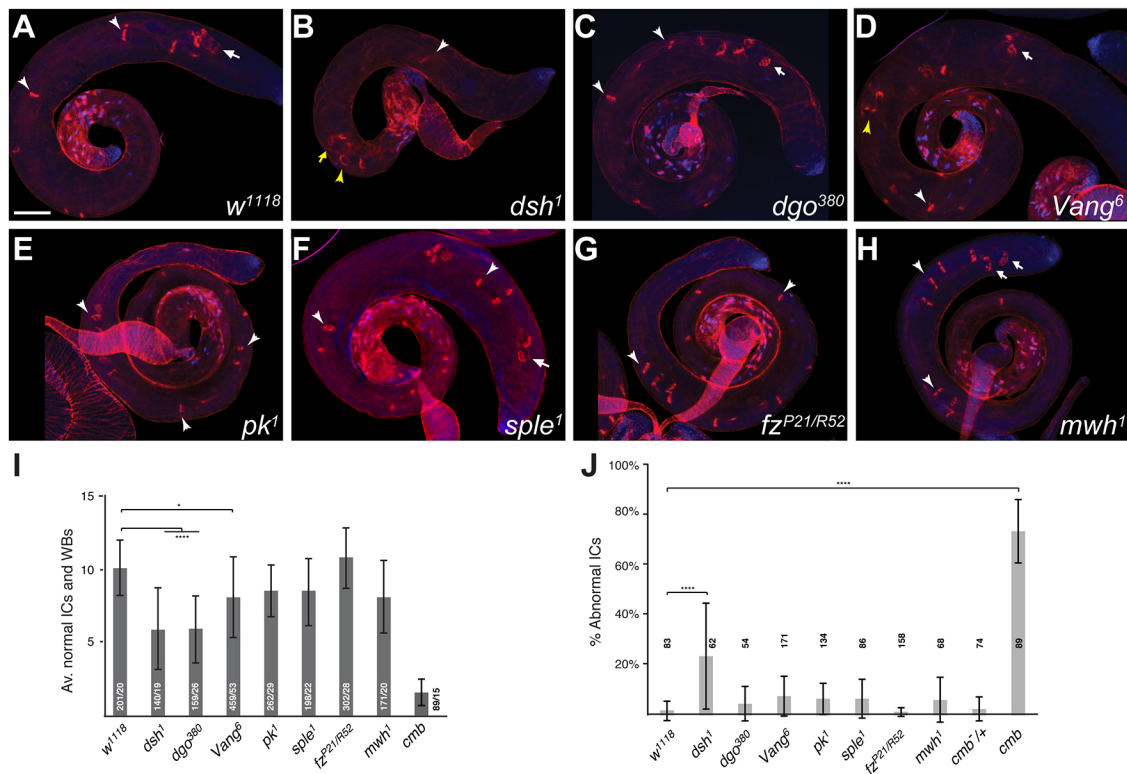 A
w1118
B
dsh1
C
dgo380
D
Vang6
E
pk1
F
sple1
G
fzP21/R52
H
mwh1
I
Av. normal ICs and WBs
15
10
5
*
****
201/20
140/19
159/26
459/53
262/29
198/22
302/28
171/20
89/15
w1118
dsh1
dgo380
Vang6
pk1
sple1
fzP21/R52
mwh1
cmb
J
% Abnormal ICs
100%
80%
60%
40%
20%
****
****
83
62
54
171
134
86
158
68
74
89
w1118
dsh1
dgo380
Vang6
pk1
sple1
fzP21/R52
mwh1
cmb-/+
cmb